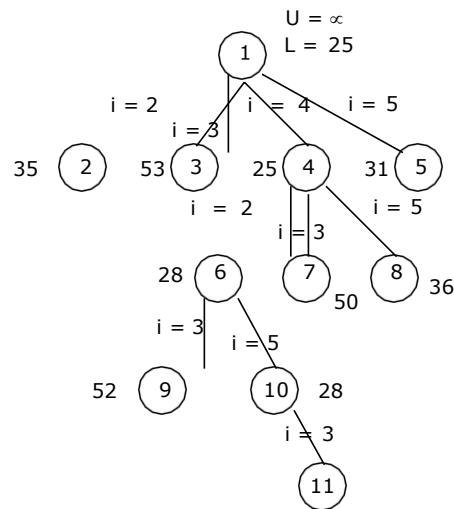 U = ∝
1
L = 25
i = 2 i = 4 i = 5
i = 3
35 2 53 3 25 4 31 5
i = 2 i = 5
i = 3
28 6 7 8
50 36
i = 3 i = 5
52 9 10 28
i = 3
11